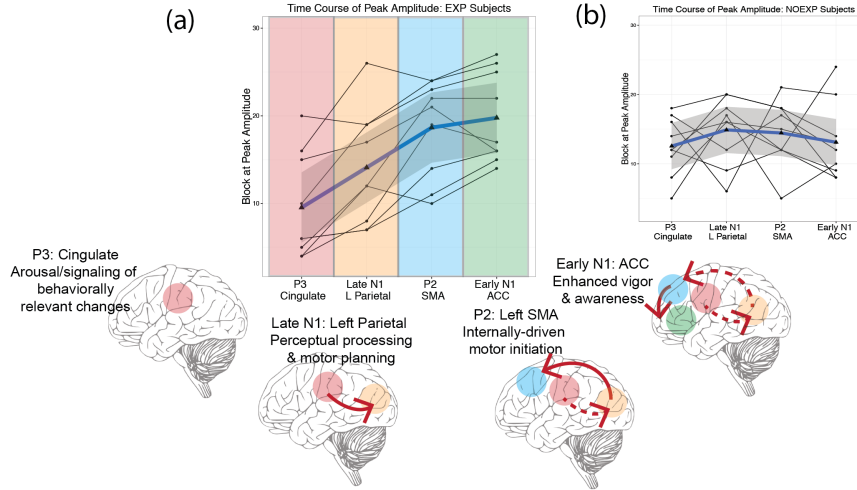 (a)
Time Course of Peak Amplitude: EXP Subjects
Block at Peak Amplitude
30
20
10
P3
Cingulate
Late N1
L Parietal
P2
SMA
Early N1
ACC
(b)
Time Course of Peak Amplitude: NOEXP Subjects
Block at Peak Amplitude
30
20
10
P3
Cingulate
Late N1
L Parietal
P2
SMA
Early N1
ACC
P3: Cingulate
Arousal/signaling of
behaviorally
relevant changes
Late N1: Left Parietal
Perceptual processing
& motor planning
P2: Left SMA
Internally-driven
motor initiation
Early N1: ACC
Enhanced vigor
& awareness